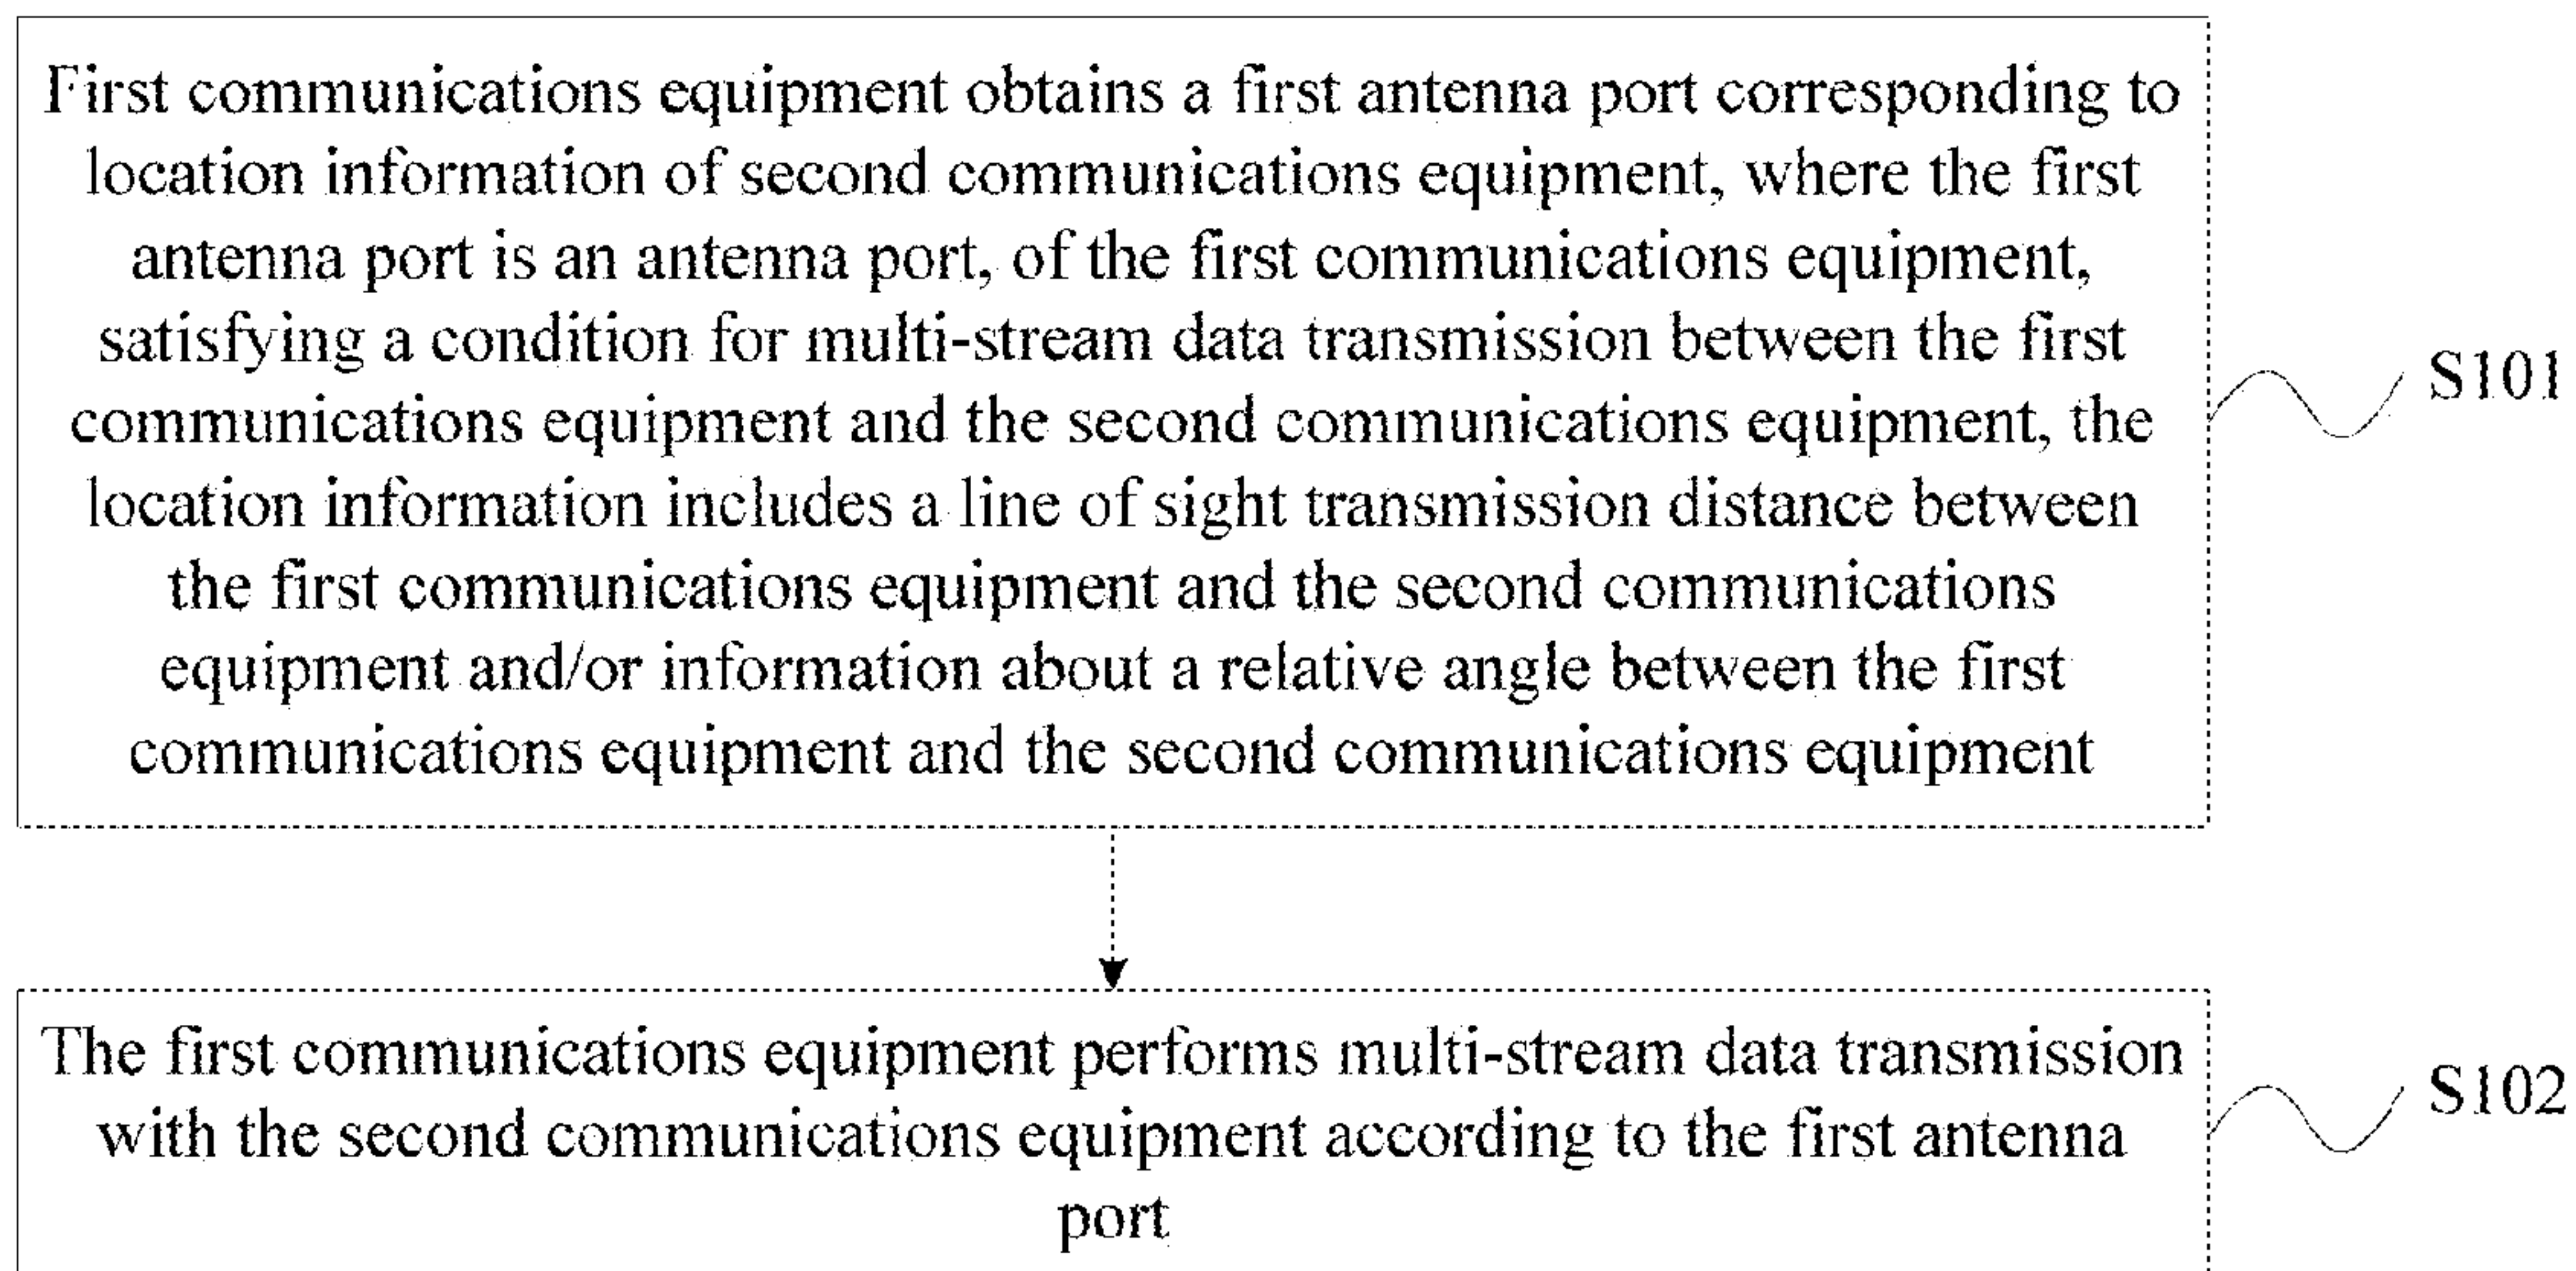 First communications equipment obtains a first antenna port corresponding to
location information of second communications equipment, where the first
antenna port is an antenna port, of the first communications equipment,
satisfying a condition for multi-stream data transmission between the first
communications equipment and the second communications equipment, the
location information includes a line of sight transmission distance between
the first communications equipment and the second communications
equipment and/or information about a relative angle between the first
communications equipment and the second communications equipment
S101
The first communications equipment performs multi-stream data transmission
with the second communications equipment according to the first antenna
port
S102